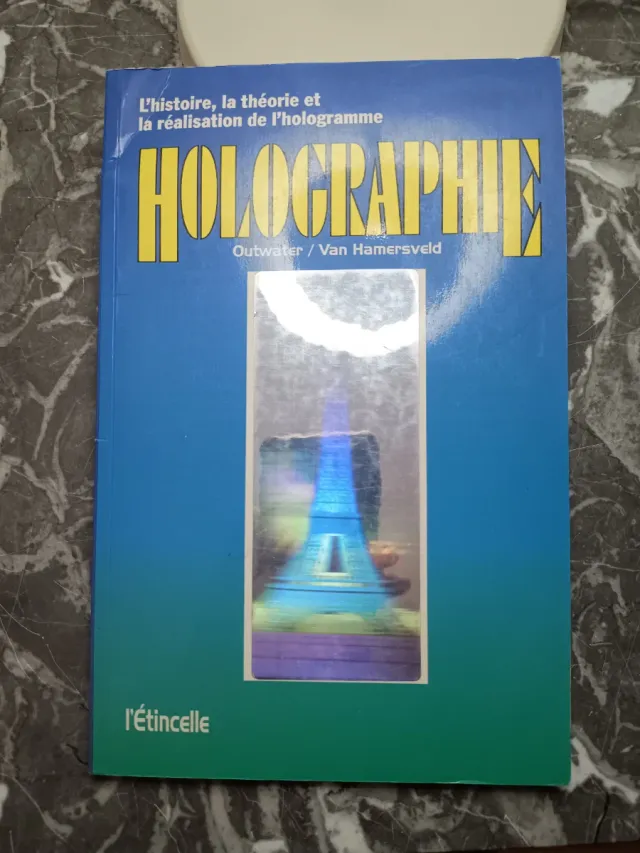 L'histoire, la théorie et
la réalisation de l'hologramme
HOLOGRAPHIE
Outwater / Van Hamersveld
l'Étincelle